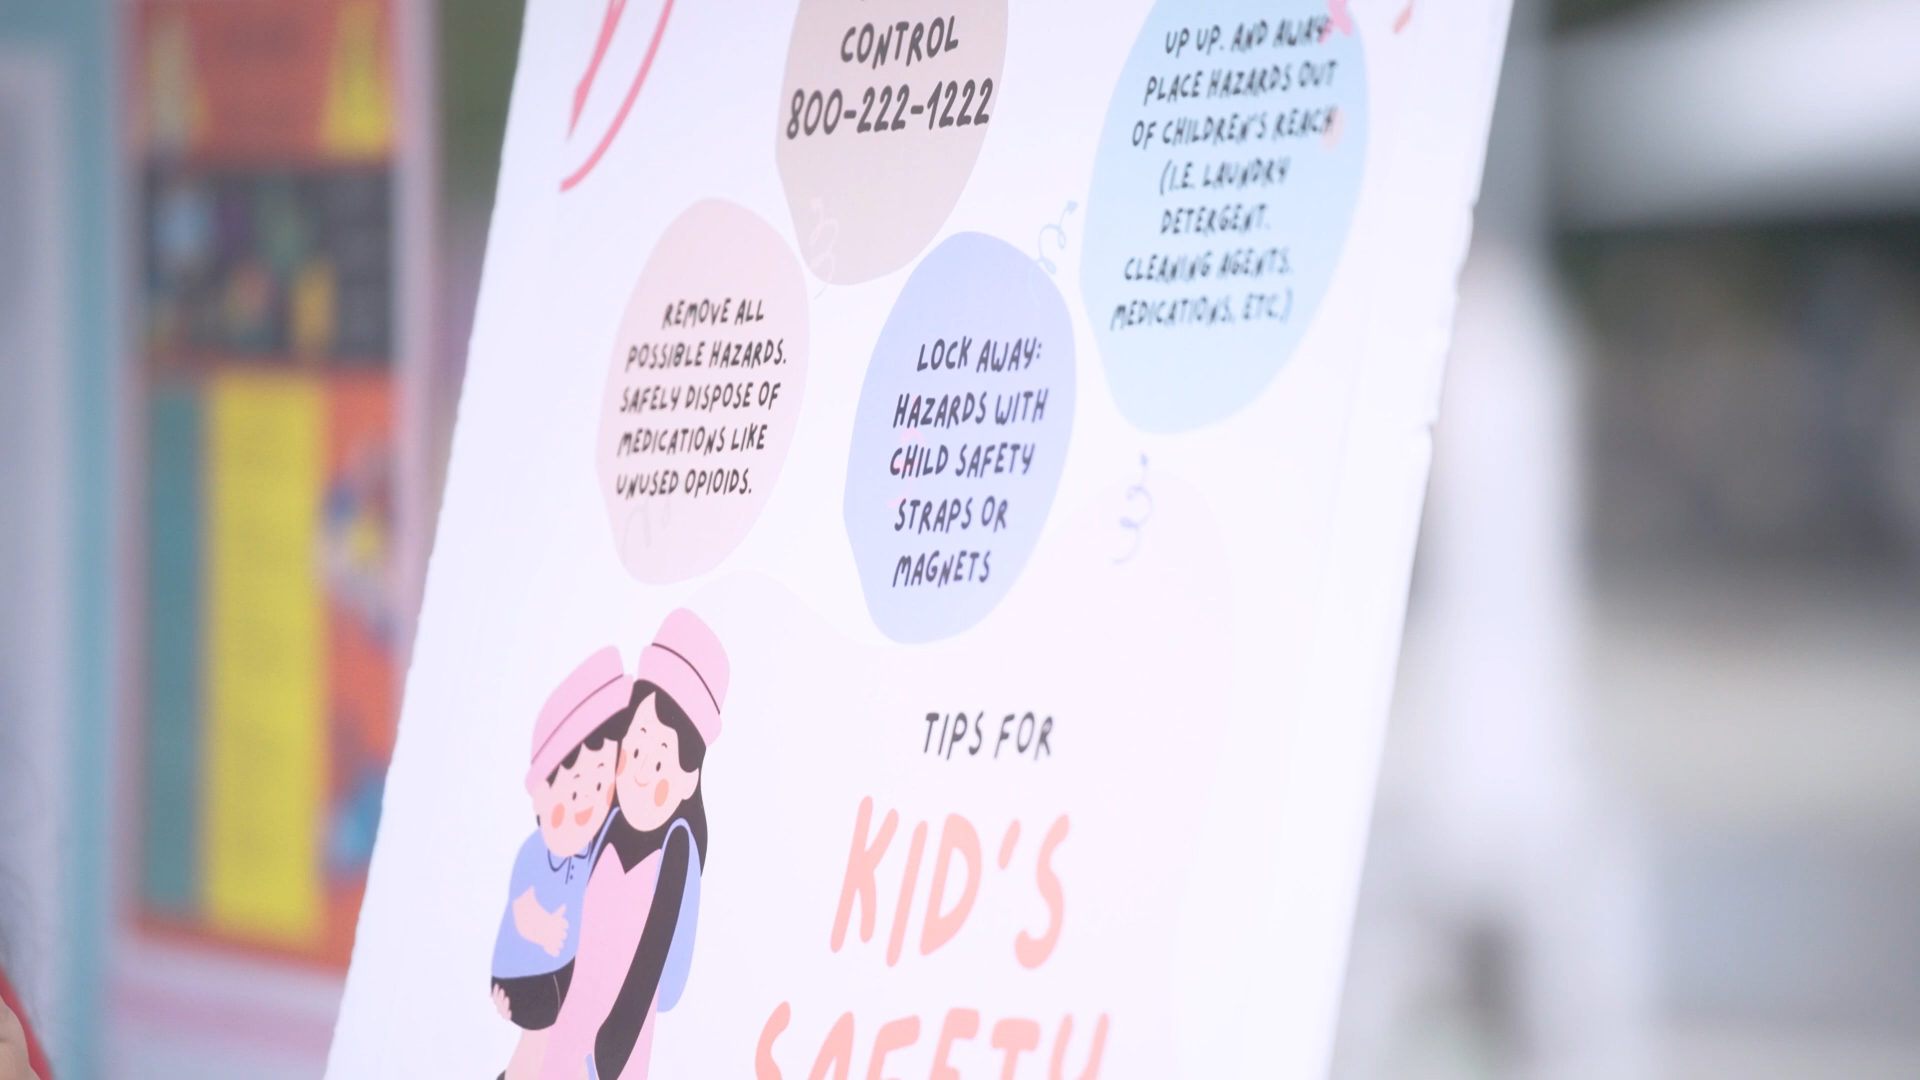 CONTROL
800-222-1222
UP UP. AND AWAY:
PLACE HAZARDS OUT
OF CHILDREN'S REACH
(I.E. LAUNDRY
DETERGENT.
CLEANING AGENTS.
MEDICATIONS, ETC.)
REMOVE ALL
POSSIBLE HAZARDS.
SAFELY DISPOSE OF
MEDICATIONS LIKE
UNUSED OPIOIDS.
LOCK AWAY:
HAZARDS WITH
CHILD SAFETY
STRAPS OR
MAGNETS
TIPS FOR
KID'S
SAFETY